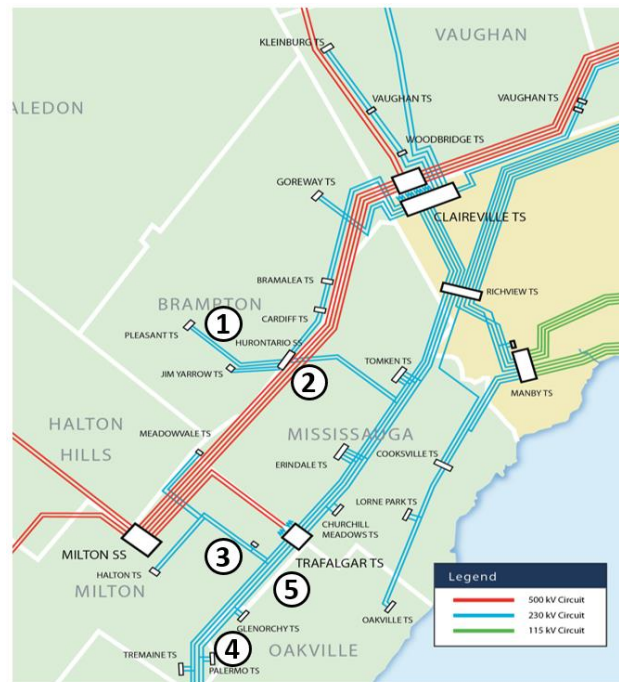 VAUGHAN
KLEINBURG TS
ALEDON
VAUGHAN TS
VAUGHAN TS
WOODBRIDGE TS
GOREWAY TS
CLAIREVILLE TS
BRAMALEA TS
RICHVIEW TS
BRAMPTON
1
CARDIFF TS
PLEASANT TS
HURONTARIO SS
JIM YARROW TS
2
TOMKEN TS
MANBY TS
HALTON
HILLS
MEADOWVALE TS
MISSISSAUGA
COOKSVILLE TS
ERINDALE TS
LORNE PARK TS
CHURCHILL
MEADOWS TS
MILTON SS
3
TRAFALGAR TS
HALTON TS
MILTON
5
GLENORCHY TS
OAKVILLE TS
4
OAKVILLE
TREMAINE TS
PALERMO TS
Legend
500 kV Circuit
230 kV Circuit
115 kV Circuit